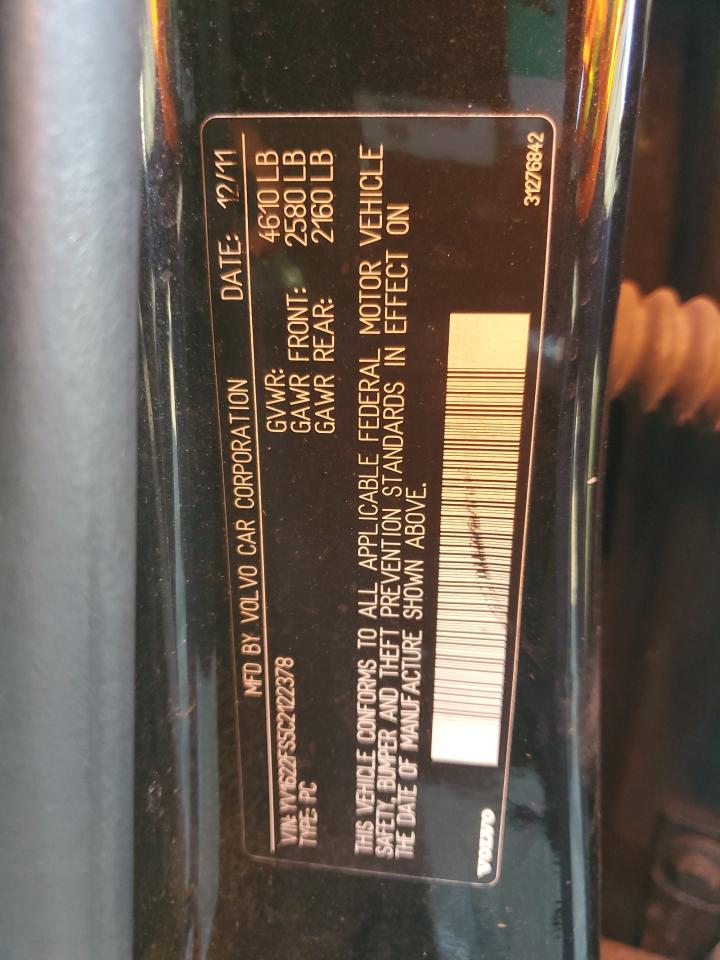 MFD BY VOLVO CAR CORPORATION DATE: 12/11
VIN: YV1622FS5C2122378
TYPE: PC
GVWR: 4610 LB
GAWR FRONT: 2580 LB
GAWR REAR: 2160 LB
THIS VEHICLE CONFORMS TO ALL APPLICABLE FEDERAL MOTOR VEHICLE
SAFETY, BUMPER AND THEFT PREVENTION STANDARDS IN EFFECT ON
THE DATE OF MANUFACTURE SHOWN ABOVE.
VOLVO
31276842